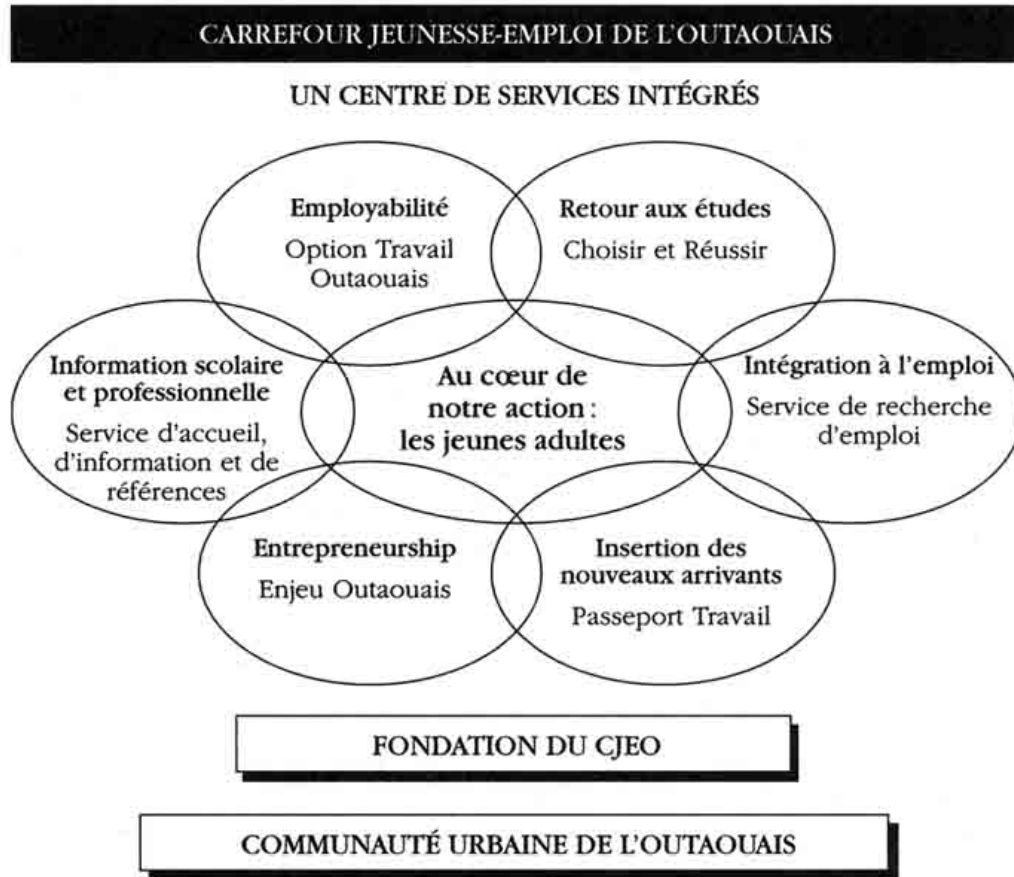 CARREFOUR JEUNESSE-EMPLOI DE L'OUTAOUAIS
UN CENTRE DE SERVICES INTÉGRÉS
Employabilité
Option Travail
Outaouais
Retour aux études
Choisir et Réussir
Information scolaire
et professionnelle
Service d'accueil,
d'information et de
références
Au cœur de
notre action :
les jeunes adultes
Intégration à l'emploi
Service de recherche
d'emploi
Entrepreneurship
Enjeu Outaouais
Insertion des
nouveaux arrivants
Passeport Travail
FONDATION DU CJEO
COMMUNAUTÉ URBAINE DE L'OUTAOUAIS